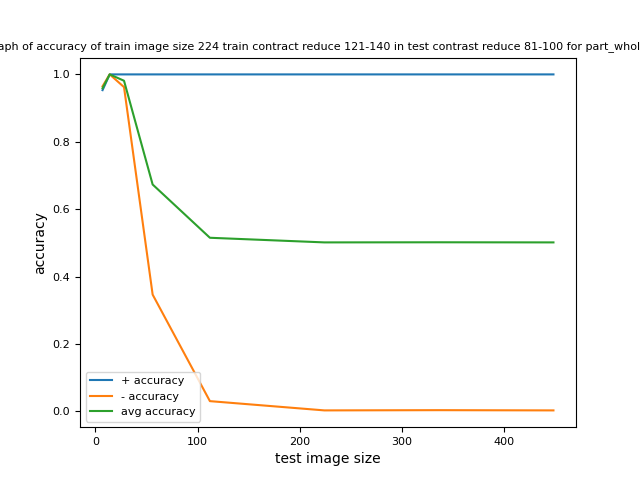 of accuracy of train image size 224 train contract reduce 121-140 in test contrast reduce 81-100 for
1.0
0.8
0.6
0.4
0.2
0.0
accuracy
+ accuracy
- accuracy
avg accuracy
0 100 200 300 400
test image size